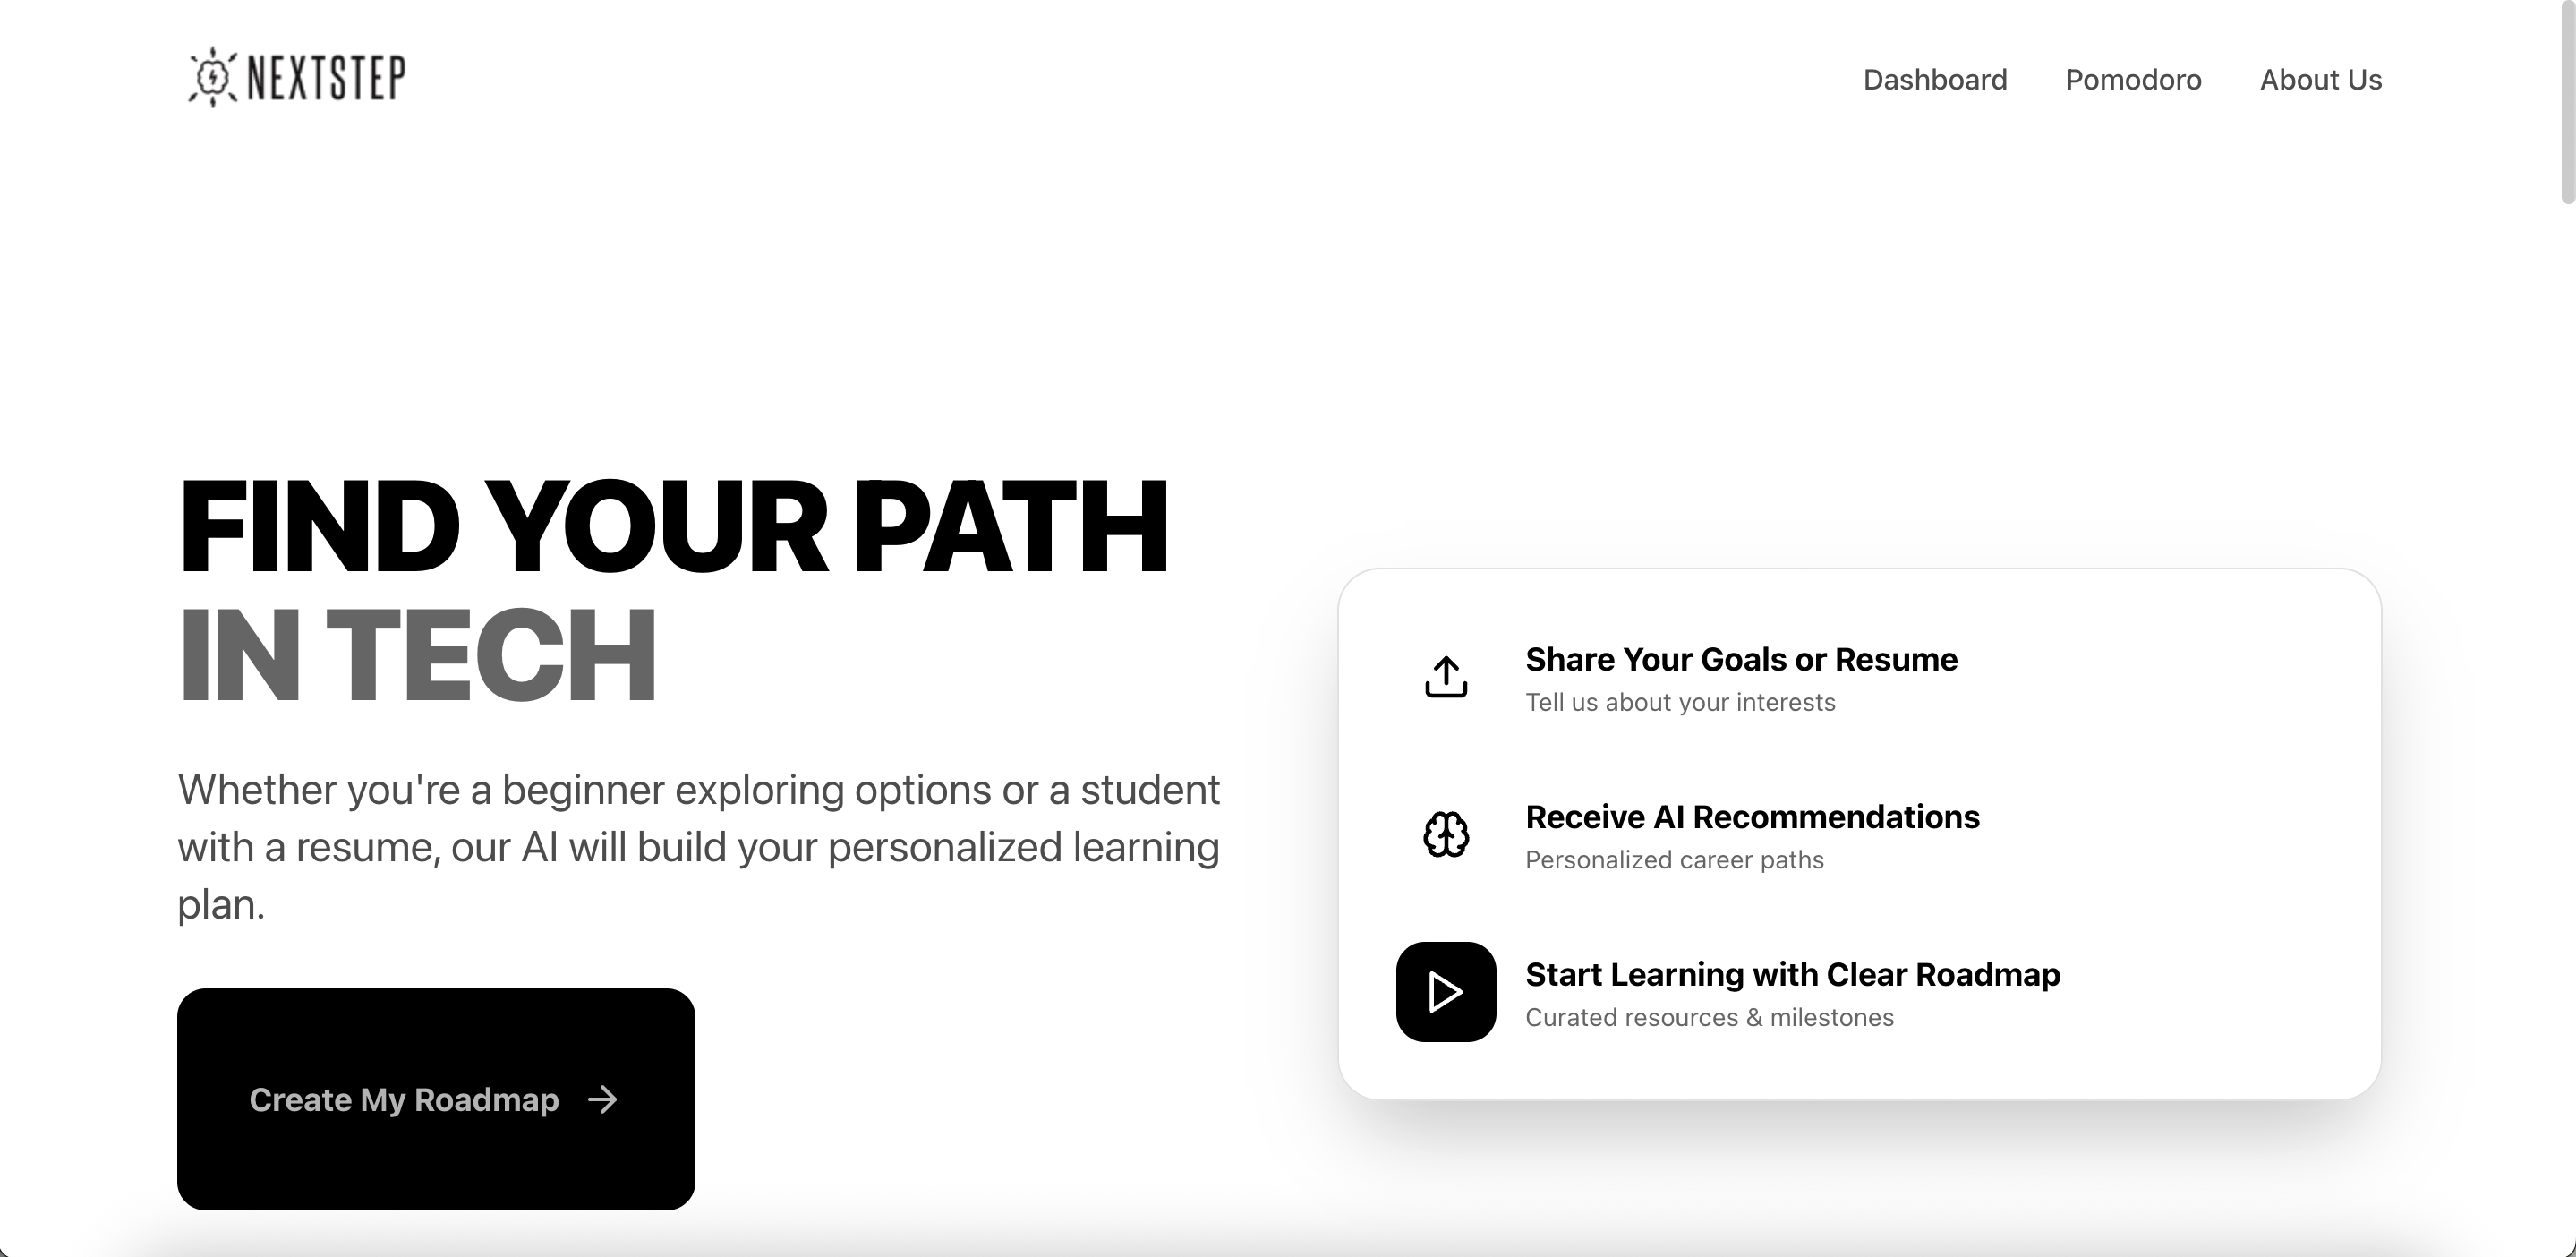 NEXTSTEP
Dashboard
Pomodoro
About Us
FIND YOUR PATH
IN TECH
Whether you're a beginner exploring options or a student
with a resume, our AI will build your personalized learning
plan.
Create My Roadmap
Share Your Goals or Resume
Tell us about your interests
Receive AI Recommendations
Personalized career paths
Start Learning with Clear Roadmap
Curated resources & milestones